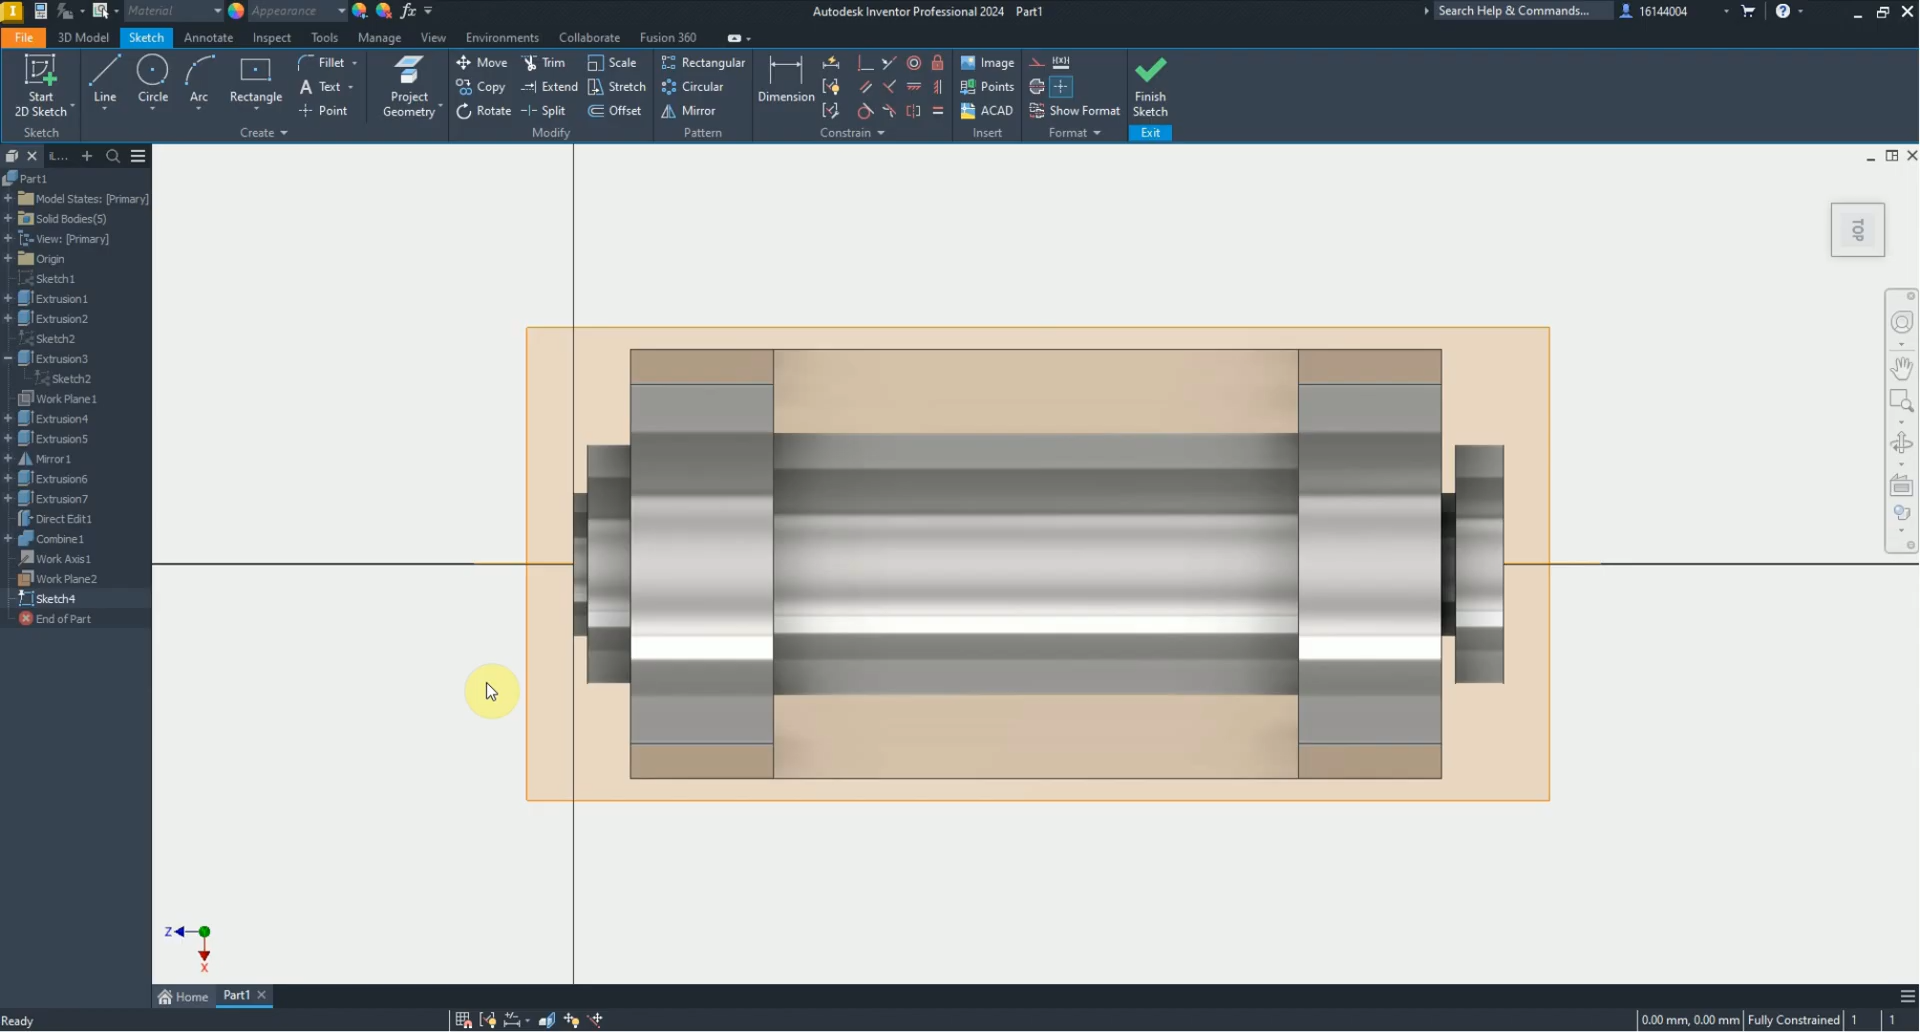 Material
Appearance
fx
Autodesk Inventor Professional 2024 Part1
Search Help & Commands...
16144004
File
3D Model
Sketch
Annotate
Inspect
Tools
Manage
View
Environments
Collaborate
Fusion 360
Start
2D Sketch
Line
Circle
Arc
Rectangle
Fillet
Text
Point
Project
Geometry
Move
Copy
Rotate
Trim
Extend
Split
Scale
Stretch
Offset
Rectangular
Circular
Mirror
Dimension
Image
Points
ACAD
Show Format
Finish
Sketch
Sketch
Create
Modify
Pattern
Constrain
Insert
Format
Exit
iL...
Part1
Model States: [Primary]
Solid Bodies(5)
View: [Primary]
Origin
Sketch1
Extrusion1
Extrusion2
Sketch2
Extrusion3
Sketch2
Work Plane1
Extrusion4
Extrusion5
Mirror1
Extrusion6
Extrusion7
Direct Edit1
Combine1
Work Axis1
Work Plane2
Sketch4
End of Part
TOP
Z
X
Home
Part1
Ready
0.00 mm, 0.00 mm
Fully Constrained
1
1